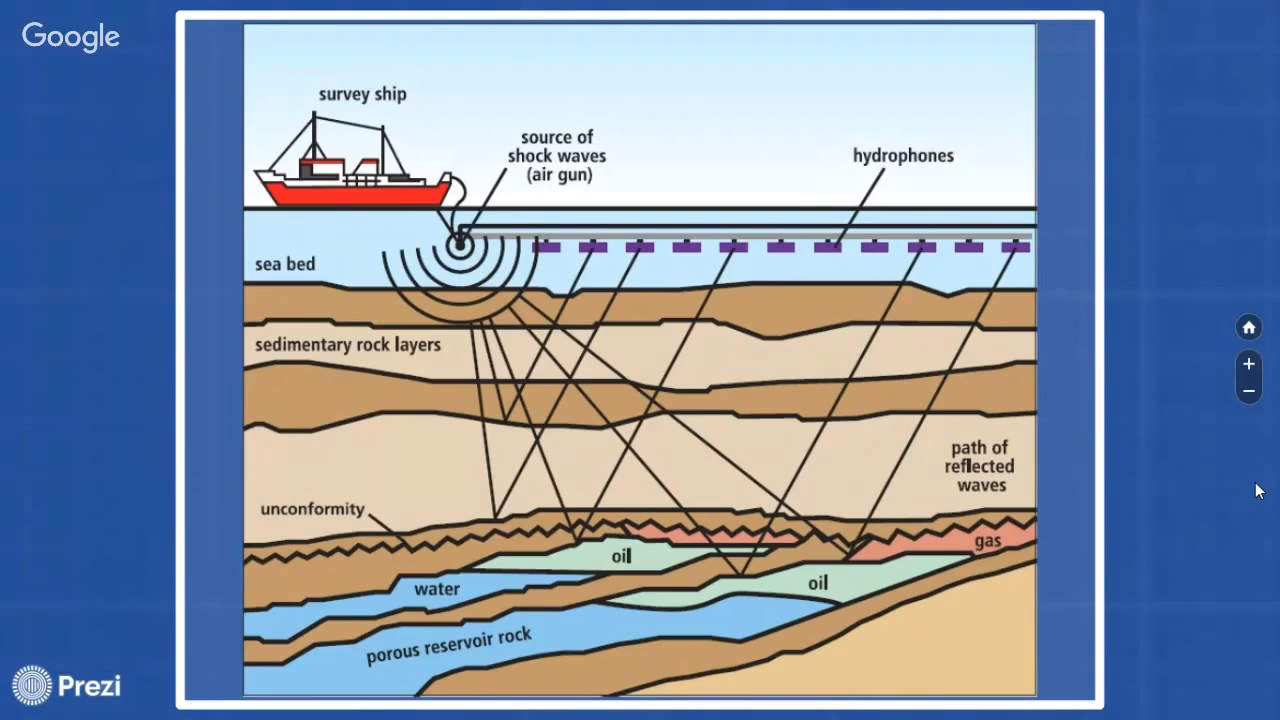 Google
survey ship
source of
shock waves
(air gun)
hydrophones
sea bed
sedimentary rock layers
path of
reflected
waves
unconformity
gas
oil
oil
water
porous reservoir rock
Prezi